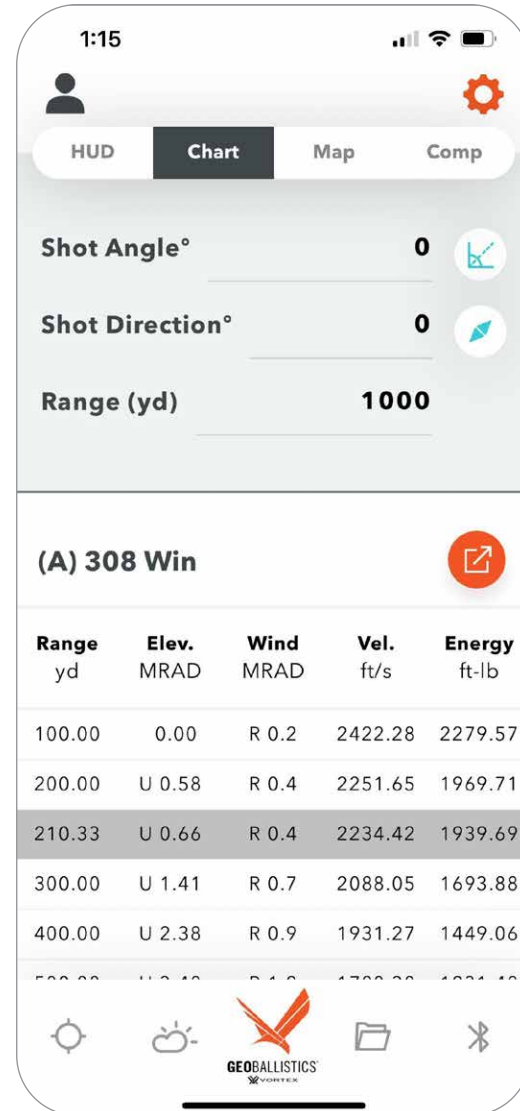 1:15
HUD Chart Map Comp
Shot Angle° 0
Shot Direction° 0
Range (yd) 1000
(A) 308 Win
Range Elev. Wind Vel. Energy
yd MRAD MRAD ft/s ft-lb
100.00 0.00 R 0.2 2422.28 2279.57
200.00 U 0.58 R 0.4 2251.65 1969.71
210.33 U 0.66 R 0.4 2234.42 1939.69
300.00 U 1.41 R 0.7 2088.05 1693.88
400.00 U 2.38 R 0.9 1931.27 1449.06
GEOBALLISTICS
VORTEX